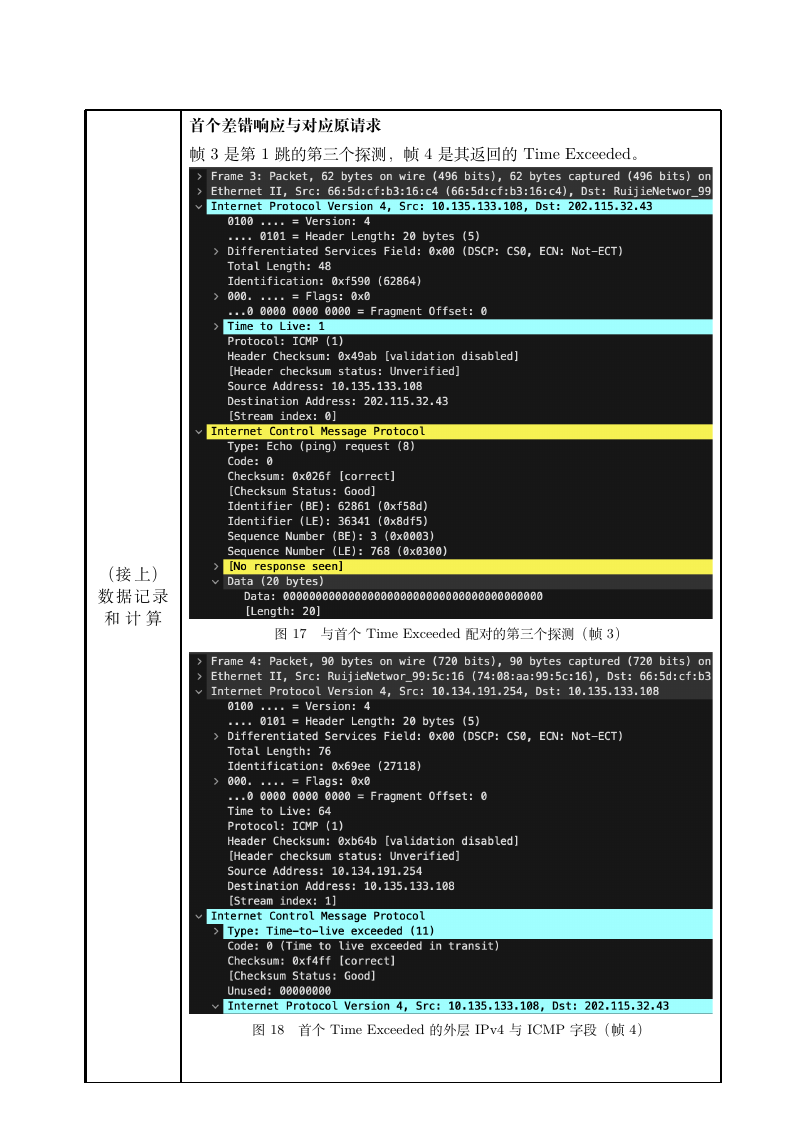 首个差错响应与对应原请求
帧 3 是第 1 跳的第三个探测，帧 4 是其返回的 Time Exceeded。
Frame 3: Packet, 62 bytes on wire (496 bits), 62 bytes captured (496 bits) on
Ethernet II, Src: 66:5d:cf:b3:16:c4 (66:5d:cf:b3:16:c4), Dst: RuijieNetwor_99
Internet Protocol Version 4, Src: 10.135.133.108, Dst: 202.115.32.43
0100 .... = Version: 4
.... 0101 = Header Length: 20 bytes (5)
Differentiated Services Field: 0x00 (DSCP: CS0, ECN: Not-ECT)
Total Length: 48
Identification: 0xf590 (62864)
000. .... = Flags: 0x0
...0 0000 0000 0000 = Fragment Offset: 0
Time to Live: 1
Protocol: ICMP (1)
Header Checksum: 0x49ab [validation disabled]
[Header checksum status: Unverified]
Source Address: 10.135.133.108
Destination Address: 202.115.32.43
[Stream index: 0]
Internet Control Message Protocol
Type: Echo (ping) request (8)
Code: 0
Checksum: 0x026f [correct]
[Checksum Status: Good]
Identifier (BE): 62861 (0xf58d)
Identifier (LE): 36341 (0x8df5)
Sequence Number (BE): 3 (0x0003)
Sequence Number (LE): 768 (0x0300)
[No response seen]
Data (20 bytes)
Data: 0000000000000000000000000000000000000000
[Length: 20]
图 17 与首个 Time Exceeded 配对的第三个探测（帧 3）
（接上）
数据记录
和计算
Frame 4: Packet, 90 bytes on wire (720 bits), 90 bytes captured (720 bits) on
Ethernet II, Src: RuijieNetwor_99:5c:16 (74:08:aa:99:5c:16), Dst: 66:5d:cf:b3
Internet Protocol Version 4, Src: 10.134.191.254, Dst: 10.135.133.108
0100 .... = Version: 4
.... 0101 = Header Length: 20 bytes (5)
Differentiated Services Field: 0x00 (DSCP: CS0, ECN: Not-ECT)
Total Length: 76
Identification: 0x69ee (27118)
000. .... = Flags: 0x0
...0 0000 0000 0000 = Fragment Offset: 0
Time to Live: 64
Protocol: ICMP (1)
Header Checksum: 0xb64b [validation disabled]
[Header checksum status: Unverified]
Source Address: 10.134.191.254
Destination Address: 10.135.133.108
[Stream index: 1]
Internet Control Message Protocol
Type: Time-to-live exceeded (11)
Code: 0 (Time to live exceeded in transit)
Checksum: 0xf4ff [correct]
[Checksum Status: Good]
Unused: 00000000
Internet Protocol Version 4, Src: 10.135.133.108, Dst: 202.115.32.43
图 18 首个 Time Exceeded 的外层 IPv4 与 ICMP 字段（帧 4）